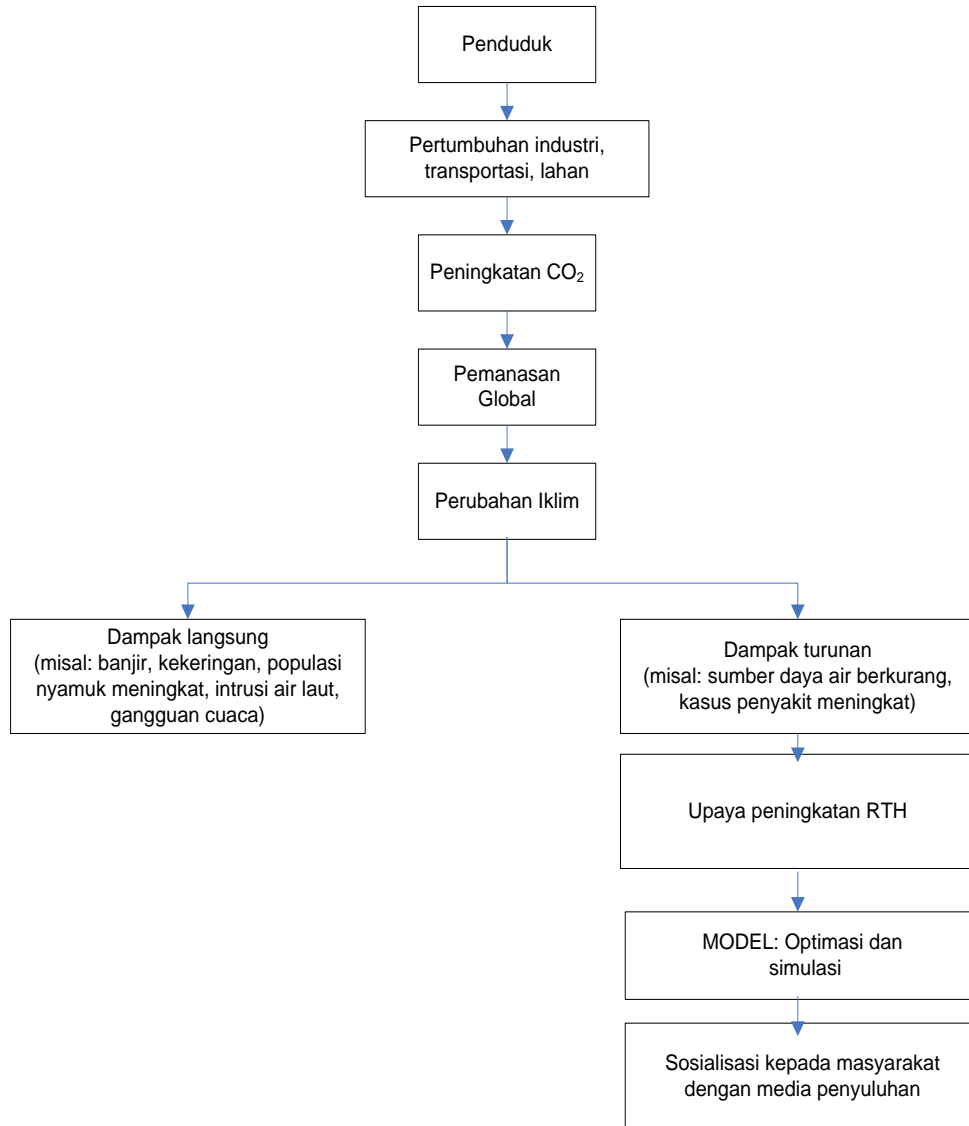 Penduduk
Pertumbuhan industri,
transportasi, lahan
Peningkatan CO₂
Pemanasan
Global
Perubahan Iklim
Dampak langsung
(misal: banjir, kekeringan, populasi
nyamuk meningkat, intrusi air laut,
gangguan cuaca)
Dampak turunan
(misal: sumber daya air berkurang,
kasus penyakit meningkat)
Upaya peningkatan RTH
MODEL: Optimasi dan
simulasi
Sosialisasi kepada masyarakat
dengan media penyuluhan